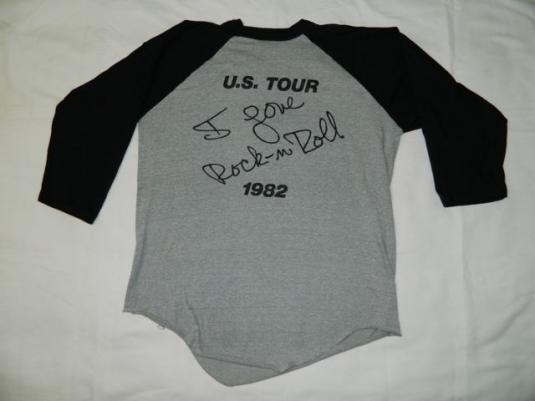 U.S. TOUR
I Love
Rock-n Roll
1982